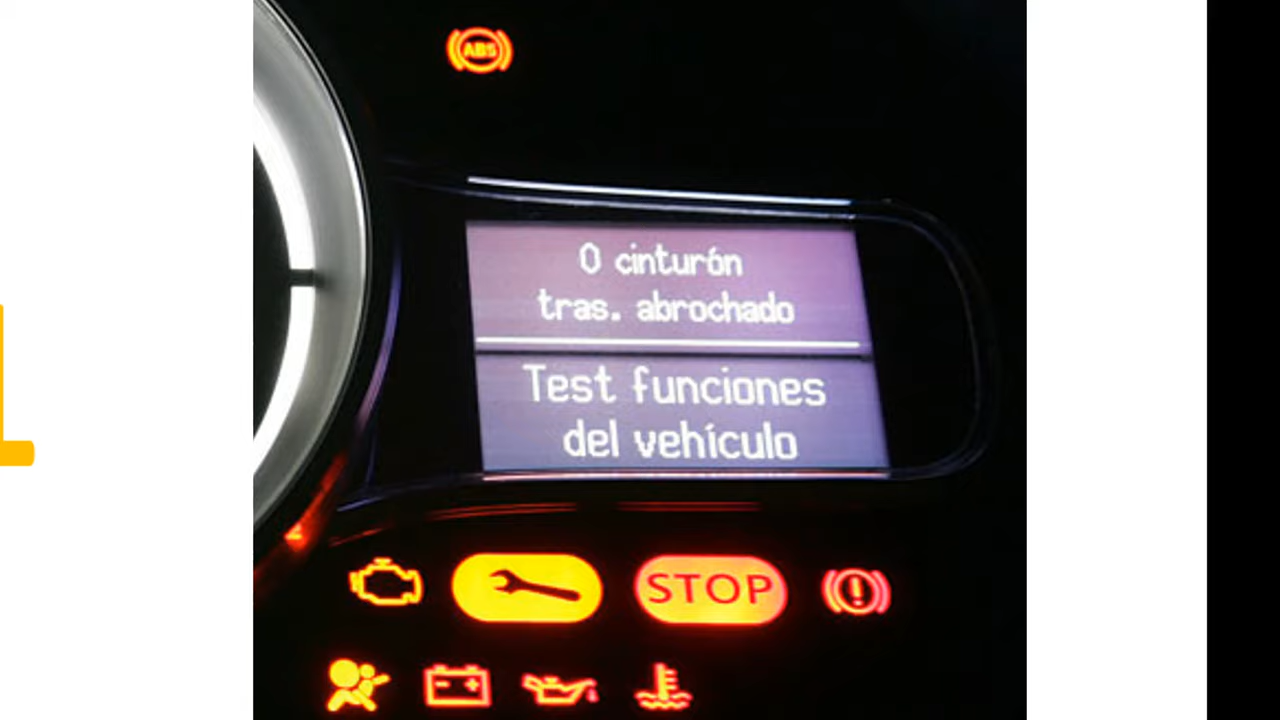 ABS
0 cinturón
tras. abrochado
Test funciones
del vehículo
STOP